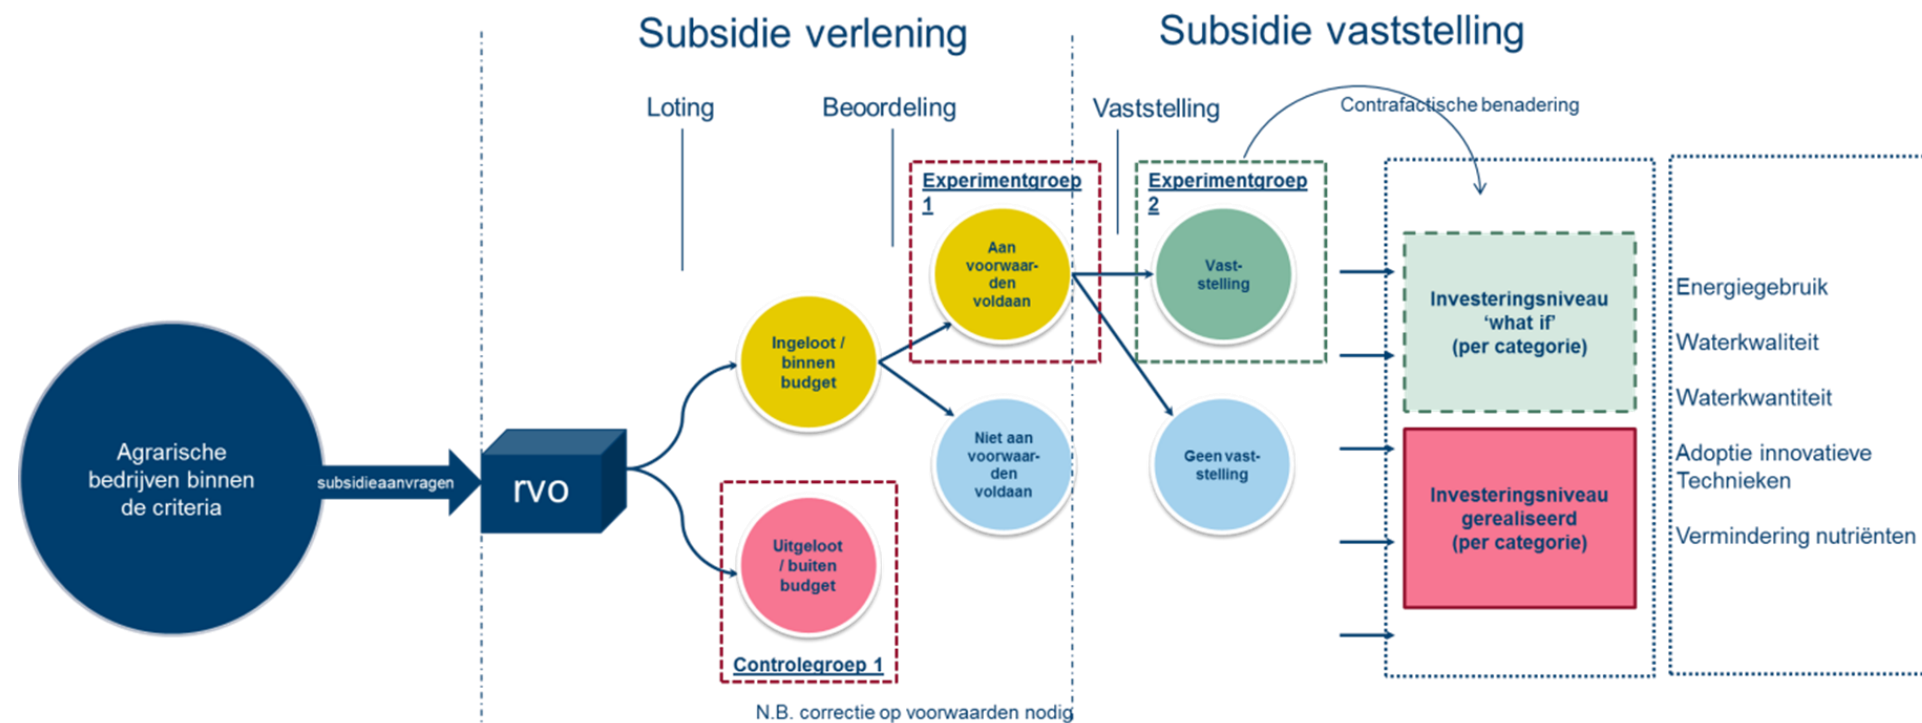 Subsidie verlening
Subsidie vaststelling
Loting
Beoordeling
Vaststelling
Contrafactische benadering
Agrarische
bedrijven binnen
de criteria
subsidieaanvragen
rvo
Ingeloot /
binnen
budget
Uitgeloot
/ buiten
budget
Controlegroep 1
Experimentgroep
1
Aan
voorwaar-
den
voldaan
Niet aan
voorwaar-
den
voldaan
Experimentgroep
2
Vast-
stelling
Geen vast-
stelling
Investeringsniveau
‘what if’
(per categorie)
Investeringsniveau
gerealiseerd
(per categorie)
Energiegebruik
Waterkwaliteit
Waterkwantiteit
Adoptie innovatieve
Technieken
Vermindering nutriënten
N.B. correctie op voorwaarden nodig